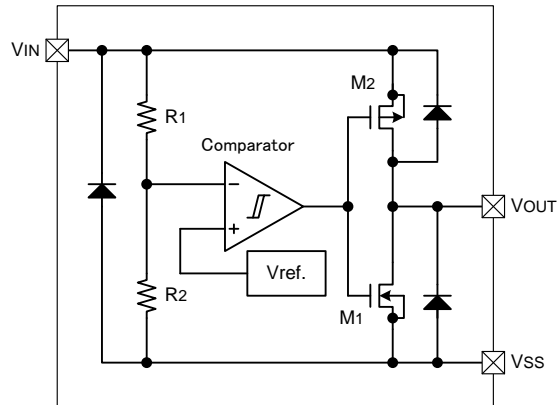 VIN
M2
R1
Comparator
−
+
VOUT
Vref.
R2
M1
VSS